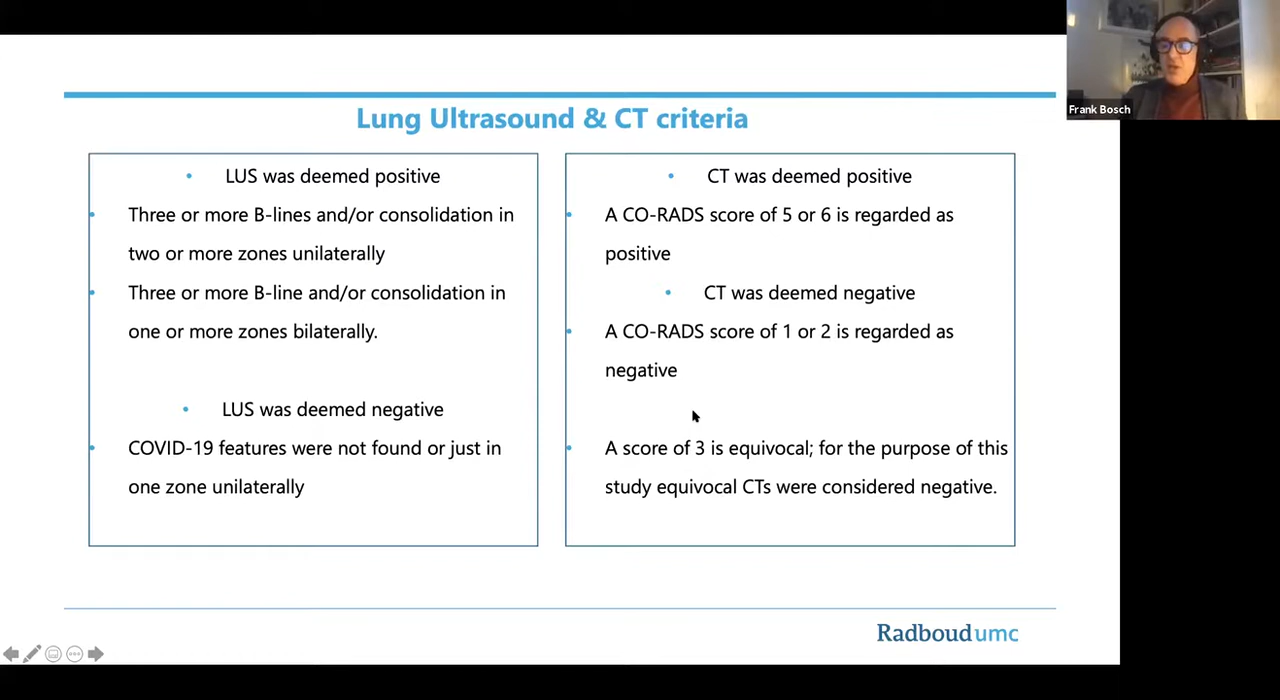 Frank Bosch
Lung Ultrasound & CT criteria
• LUS was deemed positive
• Three or more B-lines and/or consolidation in
two or more zones unilaterally
• Three or more B-line and/or consolidation in
one or more zones bilaterally.
• LUS was deemed negative
• COVID-19 features were not found or just in
one zone unilaterally
• CT was deemed positive
• A CO-RADS score of 5 or 6 is regarded as
positive
• CT was deemed negative
• A CO-RADS score of 1 or 2 is regarded as
negative
• A score of 3 is equivocal; for the purpose of this
study equivocal CTs were considered negative.
Radboudumc